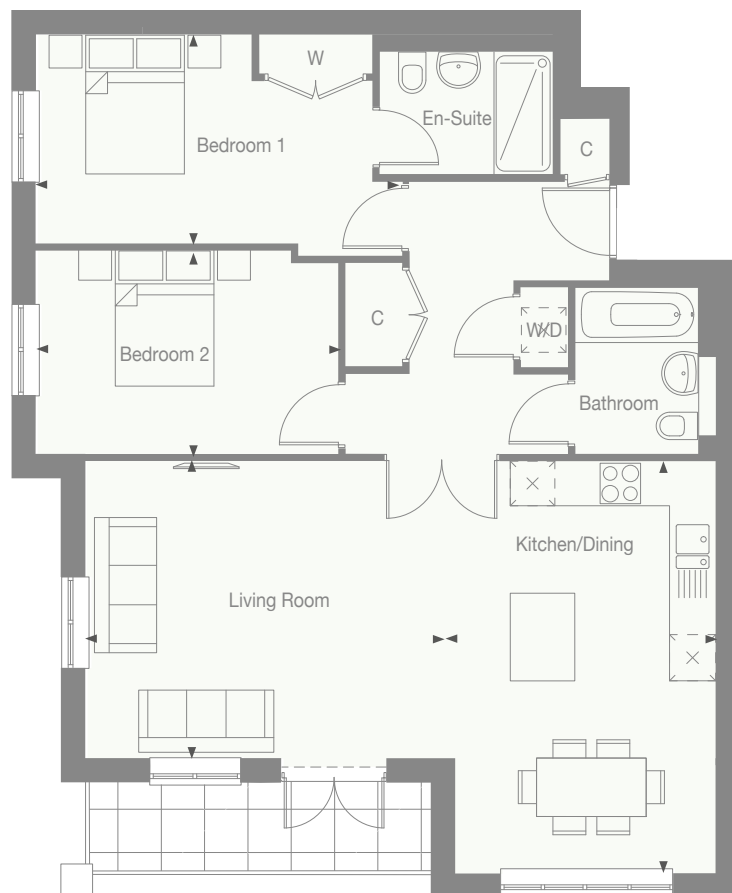 W
En-Suite
Bedroom 1
C
C
W/D
Bedroom 2
Bathroom
Kitchen/Dining
Living Room